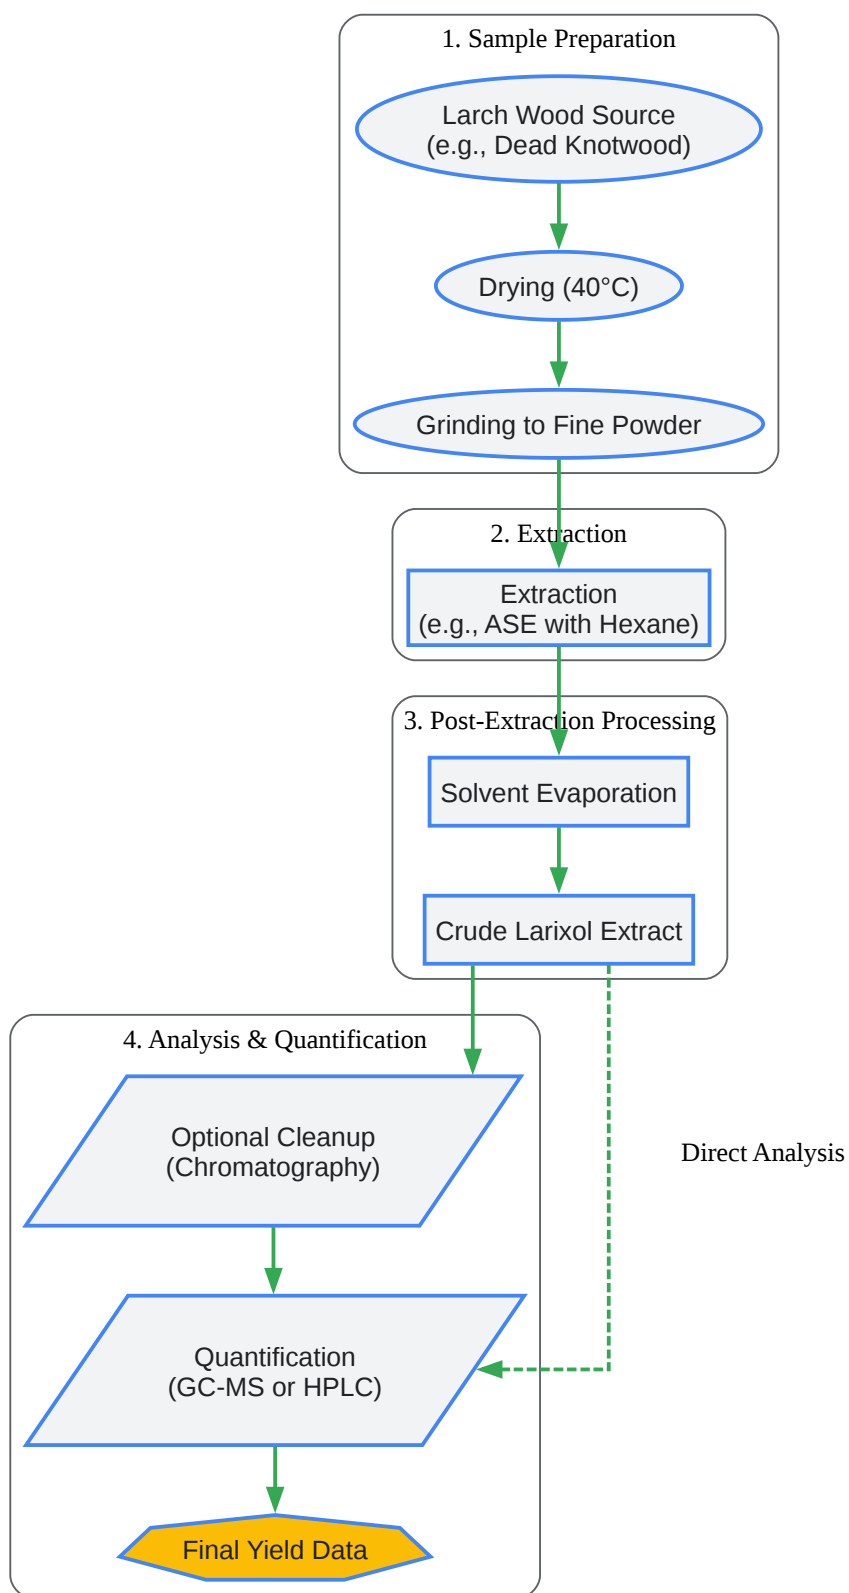 1. Sample Preparation
Larch Wood Source
(e.g., Dead Knotwood)
Drying (40°C)
Grinding to Fine Powder
2. Extraction
Extraction
(e.g., ASE with Hexane)
3. Post-Extraction Processing
Solvent Evaporation
Crude Larixol Extract
4. Analysis & Quantification
Optional Cleanup
(Chromatography)
Direct Analysis
Quantification
(GC-MS or HPLC)
Final Yield Data